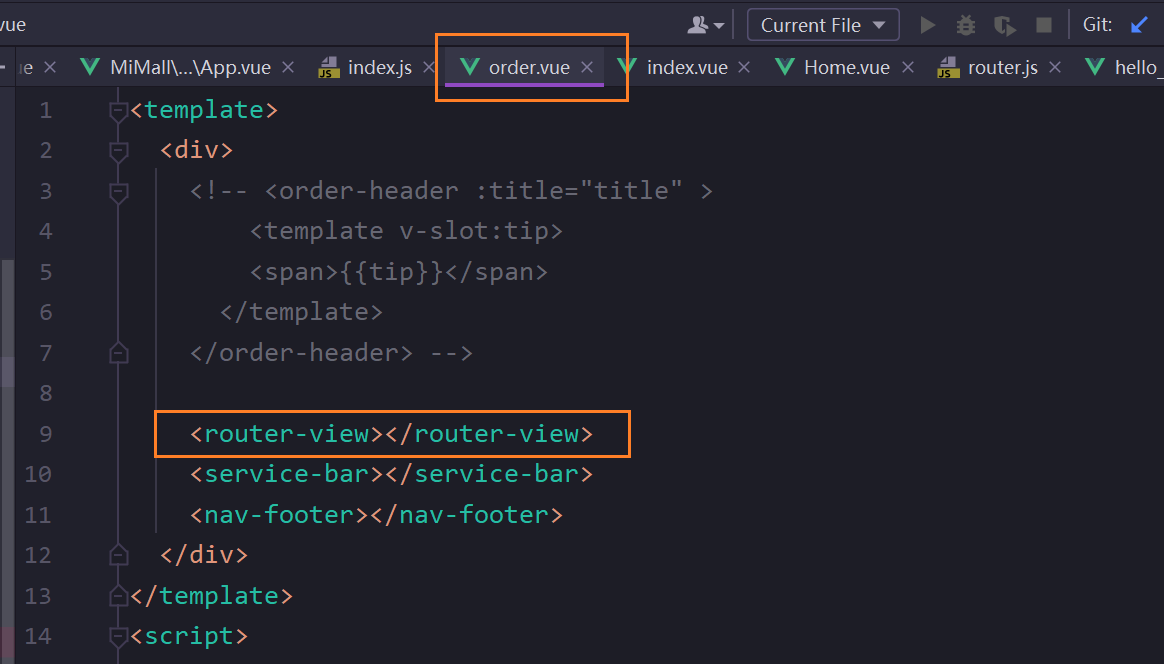 vue
Current File
Git:
e
MiMall\...\App.vue
JS
index.js
order.vue
index.vue
Home.vue
JS
router.js
hello_
1 <template>
2 <div>
3 <!-- <order-header :title="title" >
4 <template v-slot:tip>
5 <span>{{tip}}</span>
6 </template>
7 </order-header> -->
8
9 <router-view></router-view>
10 <service-bar></service-bar>
11 <nav-footer></nav-footer>
12 </div>
13 </template>
14 <script>